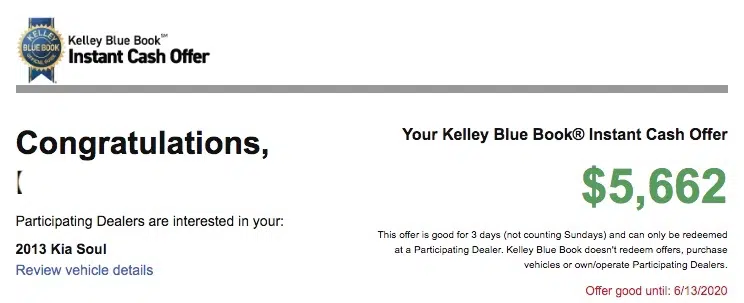 KELLEY
BLUE BOOK
OFFICIAL GUIDE
Kelley Blue Book℠
Instant Cash Offer
Congratulations,
Participating Dealers are interested in your:
2013 Kia Soul
Review vehicle details
Your Kelley Blue Book® Instant Cash Offer
$5,662
This offer is good for 3 days (not counting Sundays) and can only be redeemed
at a Participating Dealer. Kelley Blue Book doesn't redeem offers, purchase
vehicles or own/operate Participating Dealers.
Offer good until: 6/13/2020